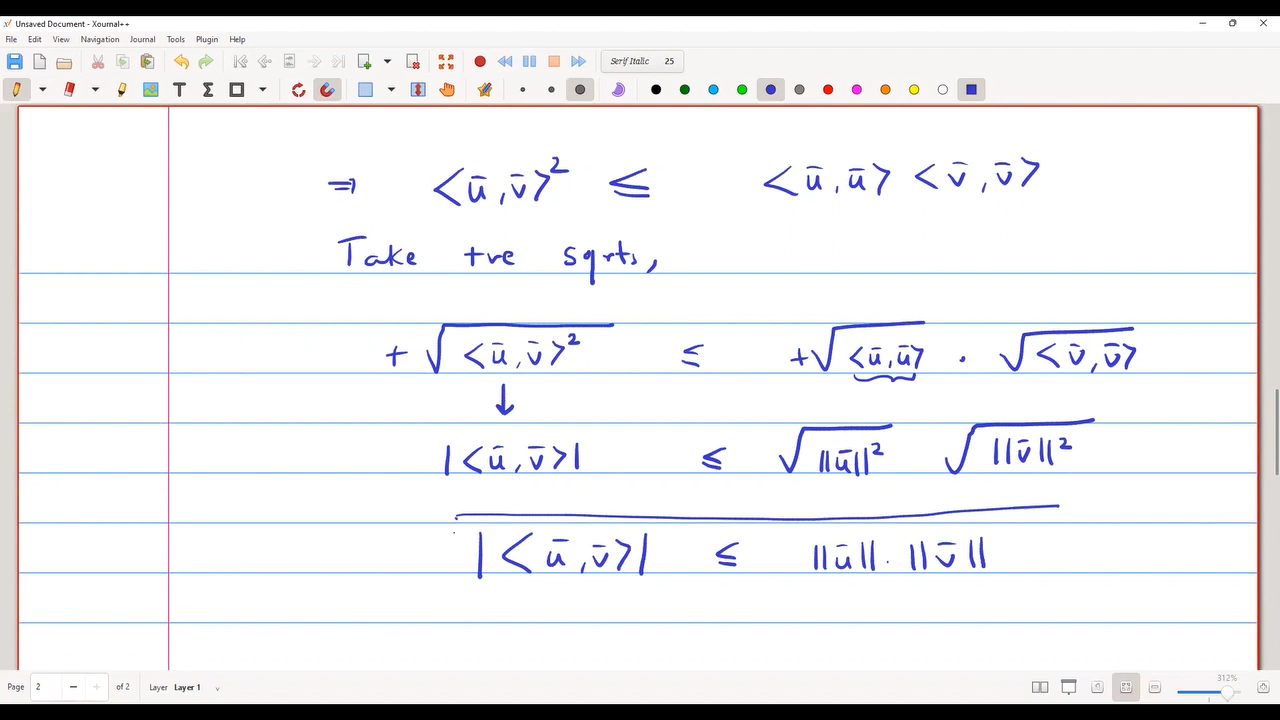 Unsaved Document - Xournal++
File Edit View Navigation Journal Tools Plugin Help
Serif Italic 25
⇒ <ū, v̄>² ≤ <ū, ū> <v̄, v̄>
Take +ve sqrts,
+ √<ū, v̄>² ≤ +√<ū, ū> · √<v̄, v̄>
↓
|<ū, v̄>| ≤ √||ū||² √||v̄||²
|<ū, v̄>| ≤ ||ū|| . ||v̄||
Page 2 of 2 Layer Layer 1 312%